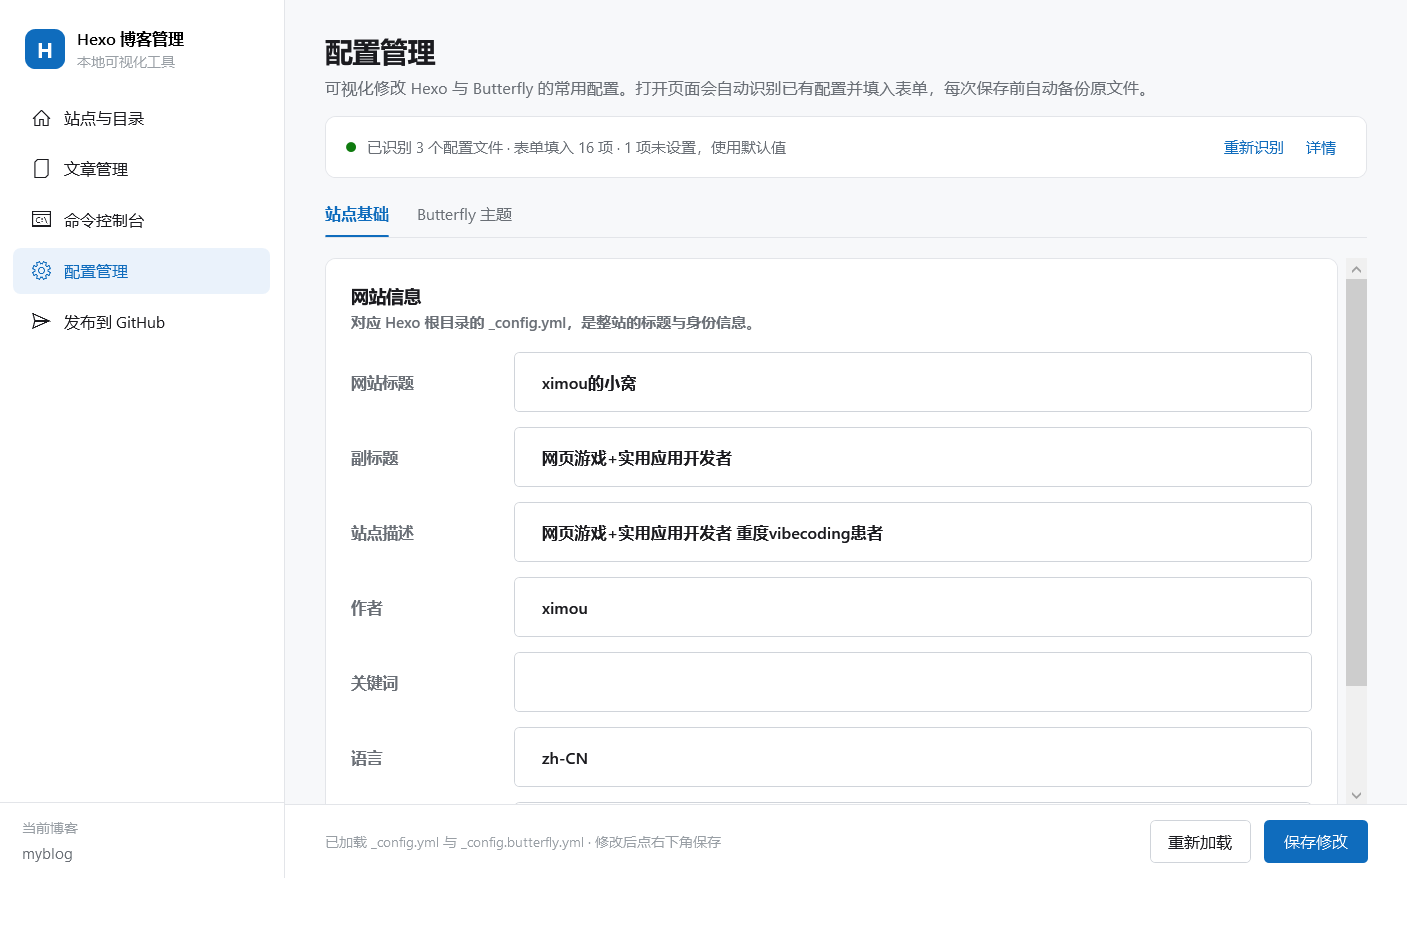 H
Hexo 博客管理
本地可视化工具
站点与目录
文章管理
命令控制台
配置管理
发布到 GitHub
当前博客
myblog
配置管理
可视化修改 Hexo 与 Butterfly 的常用配置。打开页面会自动识别已有配置并填入表单，每次保存前自动备份原文件。
已识别 3 个配置文件 · 表单填入 16 项 · 1 项未设置，使用默认值
重新识别 详情
站点基础 Butterfly 主题
网站信息
对应 Hexo 根目录的 _config.yml，是整站的标题与身份信息。
网站标题 ximou的小窝
副标题 网页游戏+实用应用开发者
站点描述 网页游戏+实用应用开发者 重度vibecoding患者
作者 ximou
关键词
语言 zh-CN
已加载 _config.yml 与 _config.butterfly.yml · 修改后点右下角保存
重新加载 保存修改